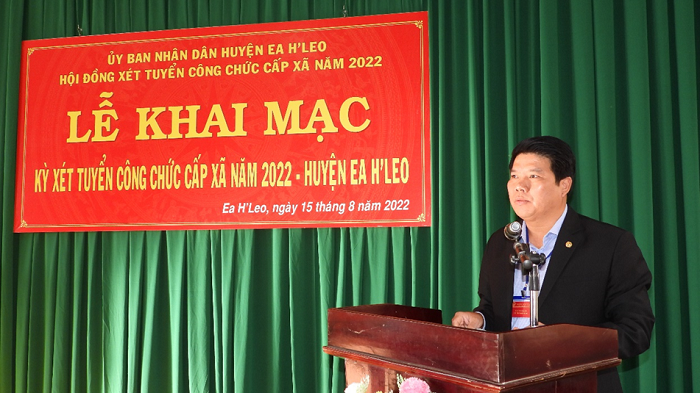 ỦY BAN NHÂN DÂN HUYỆN EA H'LEO
HỘI ĐỒNG XÉT TUYỂN CÔNG CHỨC CẤP XÃ NĂM 2022
LỄ KHAI MẠC
KỲ XÉT TUYỂN CÔNG CHỨC CẤP XÃ NĂM 2022 - HUYỆN EA H'LEO
Ea H'Leo, ngày 15 tháng 8 năm 2022